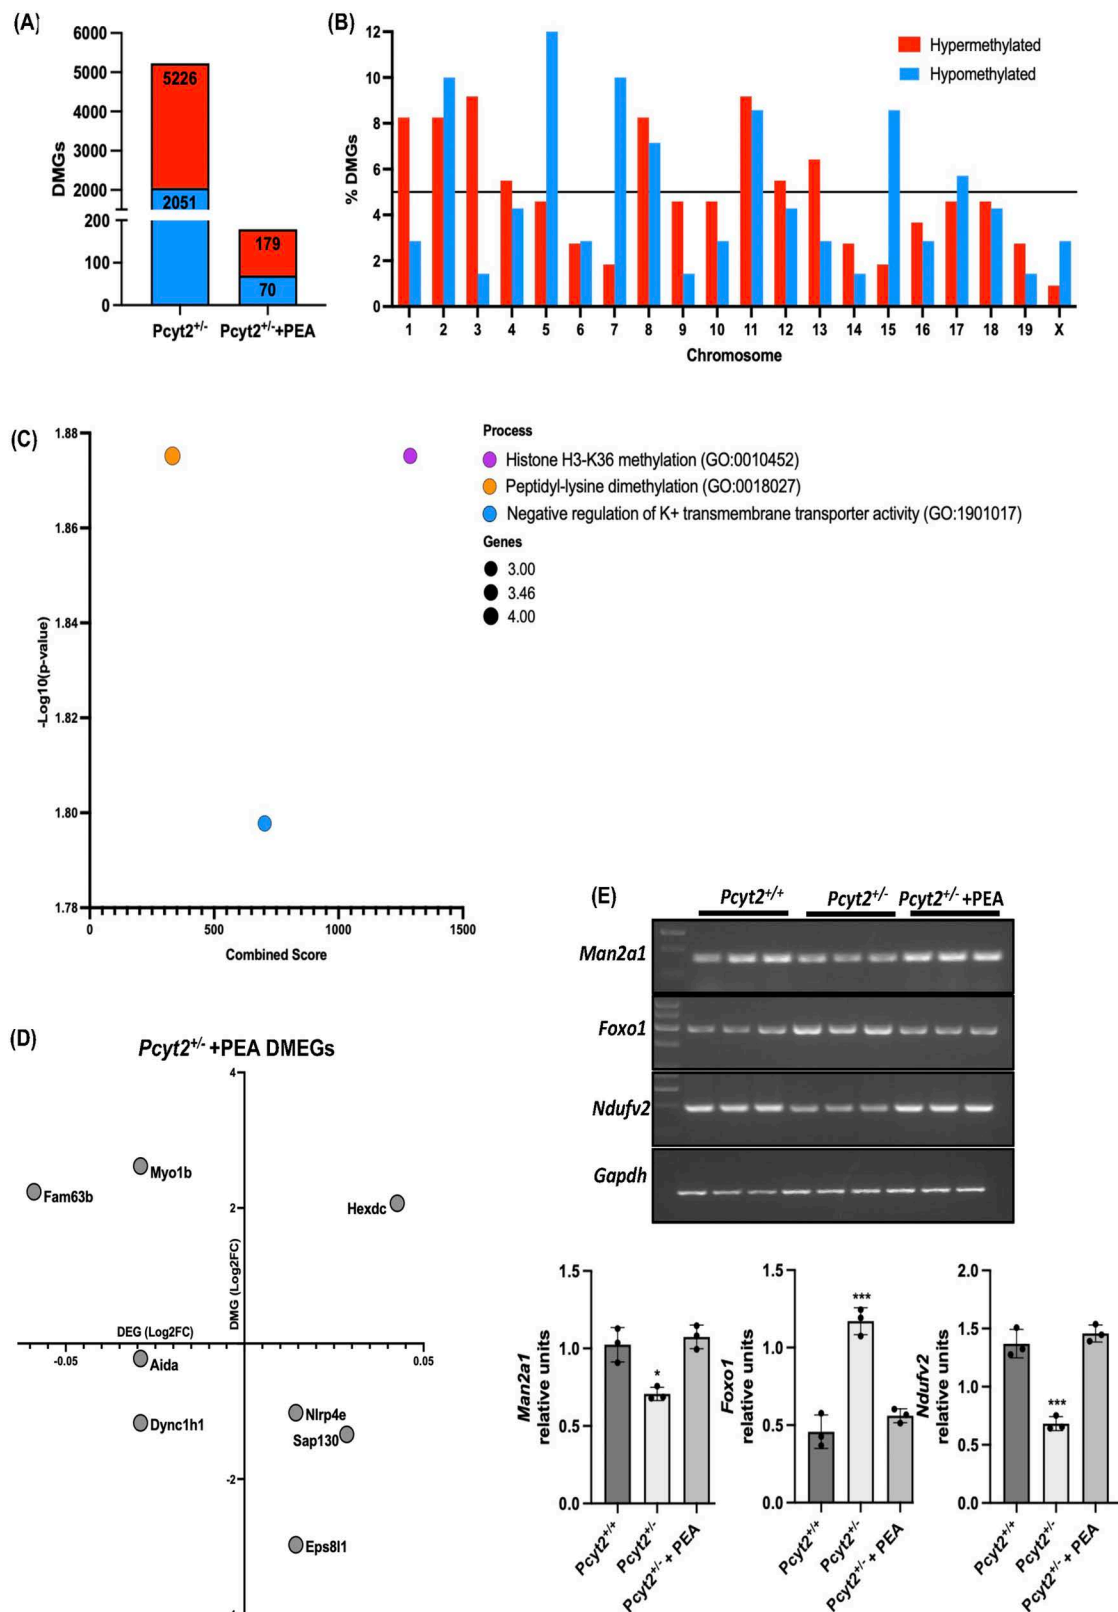 (A)
6000
5000
4000
3000
2000
200
100
0
DMGs
5226
2051
179
70
Pcyt2+/-
Pcyt2+/-+PEA
(B)
12
10
8
6
4
2
0
% DMGs
Hypermethylated
Hypomethylated
1 2 3 4 5 6 7 8 9 10 11 12 13 14 15 16 17 18 19 X
Chromosome
(C)
1.88
1.86
1.84
1.82
1.80
1.78
-Log10(p-value)
0 500 1000 1500
Combined Score
Process
Histone H3-K36 methylation (GO:0010452)
Peptidyl-lysine dimethylation (GO:0018027)
Negative regulation of K+ transmembrane transporter activity (GO:1901017)
Genes
3.00
3.46
4.00
(D)
Pcyt2+/- +PEA DMEGs
4
Myo1b
Fam63b
2
Hexdc
DMG (Log2FC)
DEG (Log2FC)
-0.05
0.05
Aida
Dync1h1
Nlrp4e
Sap130
-2
Eps8l1
(E)
Pcyt2+/+ Pcyt2+/- Pcyt2+/- +PEA
Man2a1
Foxo1
Ndufv2
Gapdh
1.5
1.0
0.5
0.0
Man2a1
relative units
*
Pcyt2+/+
Pcyt2+/-
Pcyt2+/- + PEA
1.5
1.0
0.5
0.0
Foxo1
relative units
***
Pcyt2+/+
Pcyt2+/-
Pcyt2+/- + PEA
2.0
1.5
1.0
0.5
0.0
Ndufv2
relative units
***
Pcyt2+/+
Pcyt2+/-
Pcyt2+/- + PEA